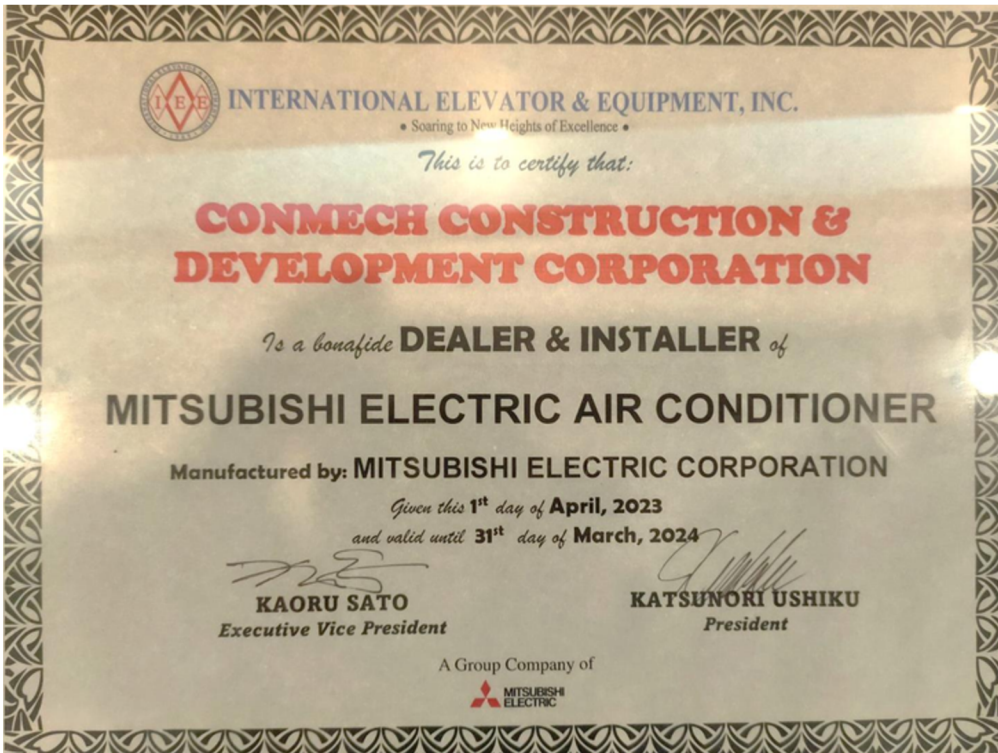 IEE
INTERNATIONAL ELEVATOR & EQUIPMENT, INC.
• Soaring to New Heights of Excellence •
This is to certify that:
CONMECH CONSTRUCTION &
DEVELOPMENT CORPORATION
Is a bonafide DEALER & INSTALLER of
MITSUBISHI ELECTRIC AIR CONDITIONER
Manufactured by: MITSUBISHI ELECTRIC CORPORATION
Given this 1st day of April, 2023
and valid until 31st day of March, 2024
KAORU SATO
Executive Vice President
KATSUNORI USHIKU
President
A Group Company of
MITSUBISHI
ELECTRIC